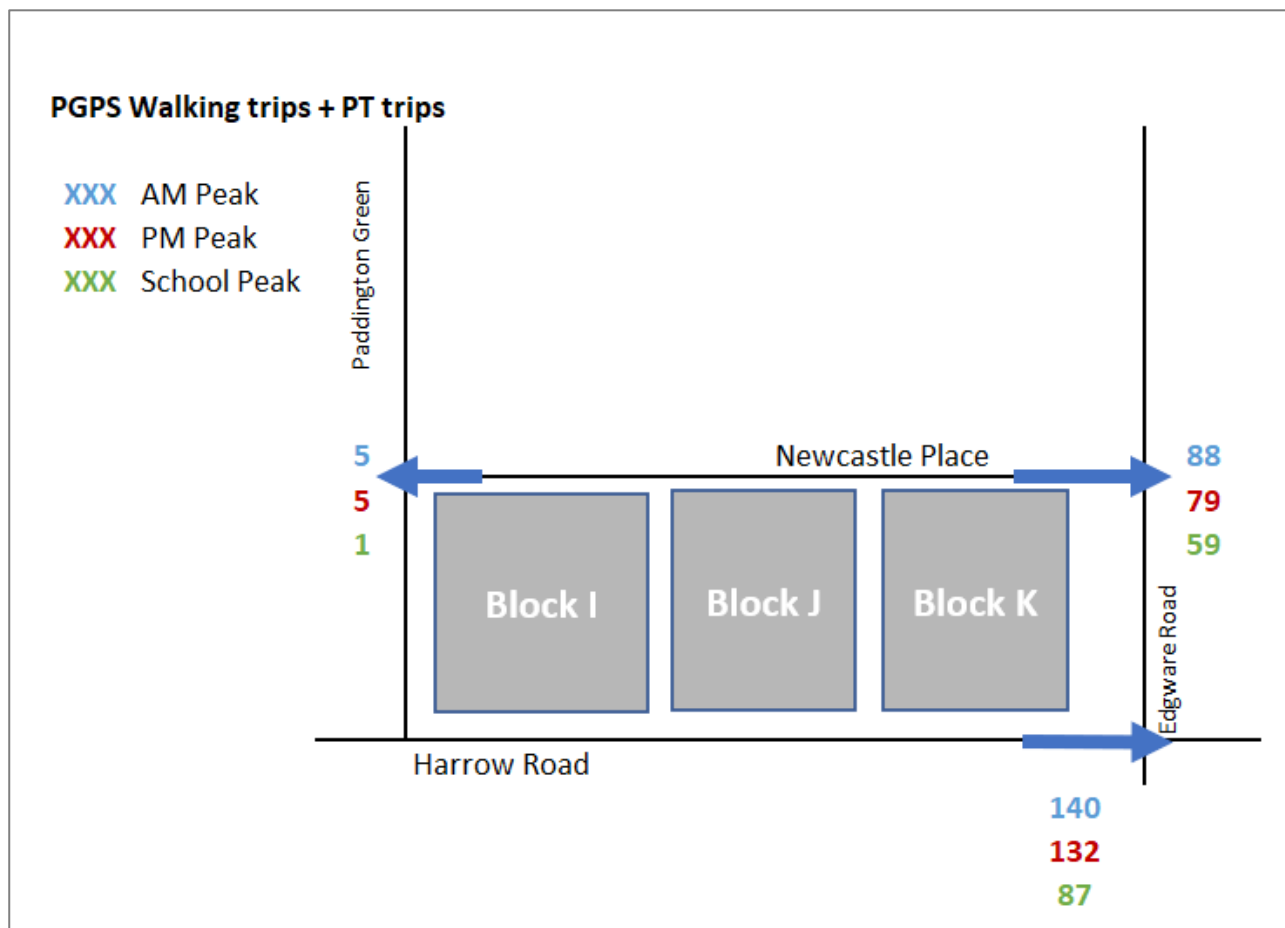 PGPS Walking trips + PT trips
XXX AM Peak
XXX PM Peak
XXX School Peak
Paddington Green
5
5
1
Newcastle Place
88
79
59
Block I
Block J
Block K
Edgware Road
Harrow Road
140
132
87